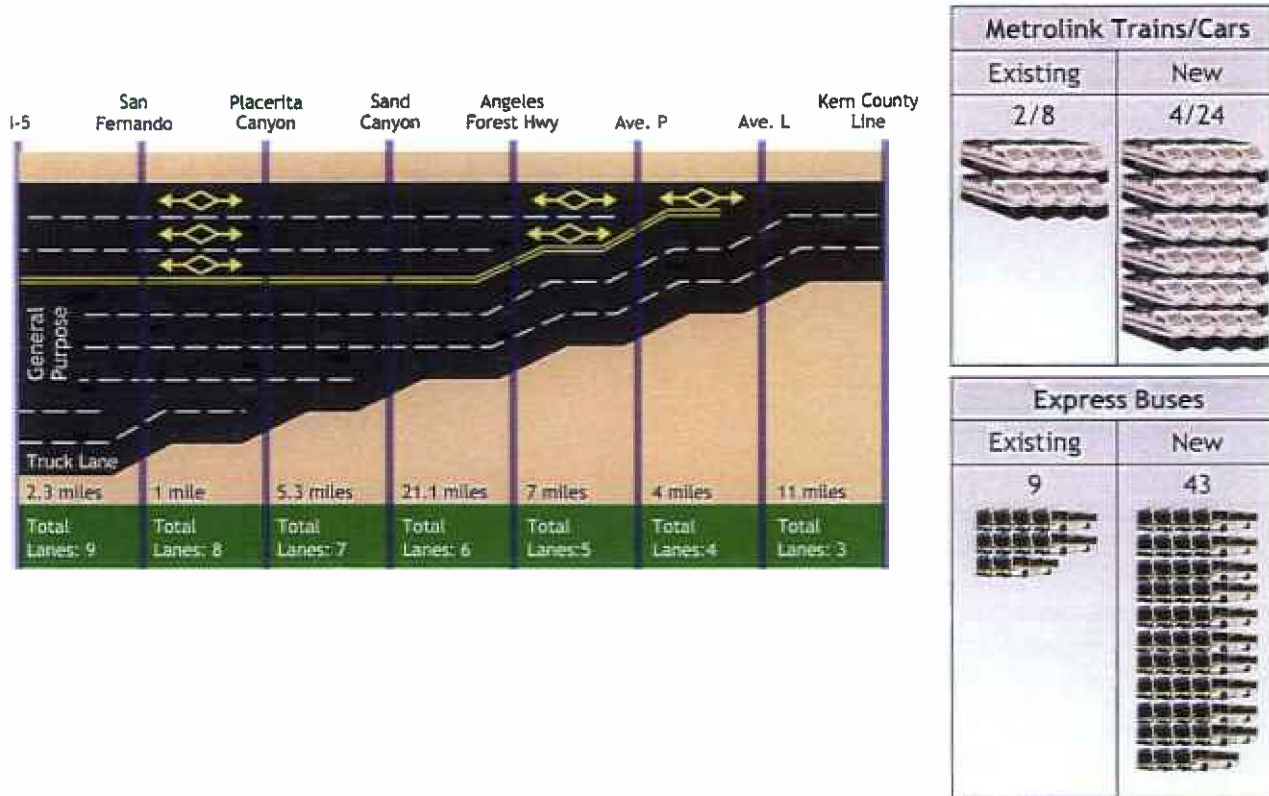 I-5
San
Fernando
Placerita
Canyon
Sand
Canyon
Angeles
Forest Hwy
Ave. P
Ave. L
Kern County
Line
General
Purpose
Truck Lane
2.3 miles
1 mile
5.3 miles
21.1 miles
7 miles
4 miles
11 miles
Total
Lanes: 9
Total
Lanes: 8
Total
Lanes: 7
Total
Lanes: 6
Total
Lanes:5
Total
Lanes:4
Total
Lanes: 3
Metrolink Trains/Cars
Existing
New
2/8
4/24
Express Buses
Existing
New
9
43